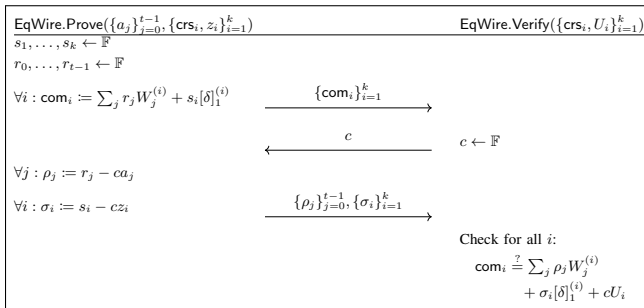 EqWire.Prove({a_j}_{j=0}^{t−1}, {crs_i, z_i}_{i=1}^k) EqWire.Verify({crs_i, U_i}_{i=1}^k)
s_1, …, s_k ← 𝔽
r_0, …, r_{t−1} ← 𝔽
∀i : com_i ≔ ∑_j r_j W_j^{(i)} + s_i[δ]_1^{(i)} {com_i}_{i=1}^k
c c ← 𝔽
∀j : ρ_j ≔ r_j − ca_j
∀i : σ_i ≔ s_i − cz_i {ρ_j}_{j=0}^{t−1}, {σ_i}_{i=1}^k
Check for all i:
com_i ≟ ∑_j ρ_j W_j^{(i)}
+ σ_i[δ]_1^{(i)} + cU_i